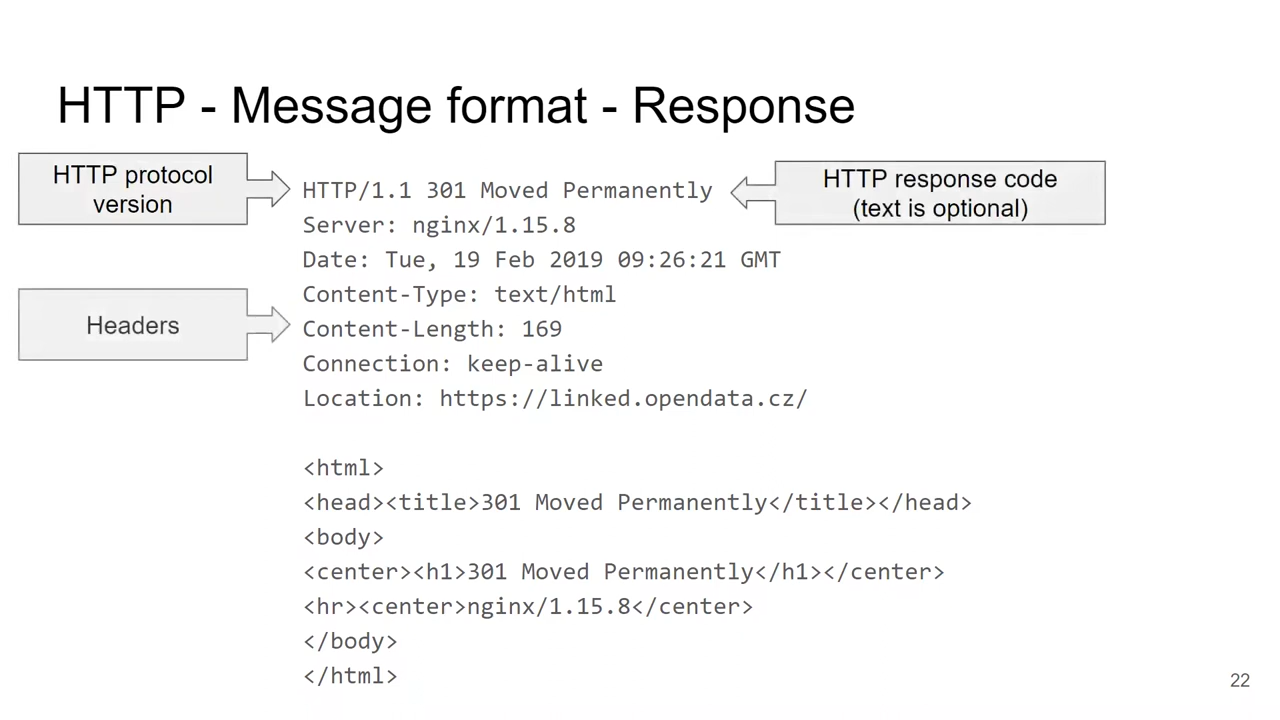 HTTP - Message format - Response
HTTP protocol
version
HTTP/1.1 301 Moved Permanently
HTTP response code
(text is optional)
Server: nginx/1.15.8
Date: Tue, 19 Feb 2019 09:26:21 GMT
Content-Type: text/html
Headers
Content-Length: 169
Connection: keep-alive
Location: https://linked.opendata.cz/
<html>
<head><title>301 Moved Permanently</title></head>
<body>
<center><h1>301 Moved Permanently</h1></center>
<hr><center>nginx/1.15.8</center>
</body>
</html>
22